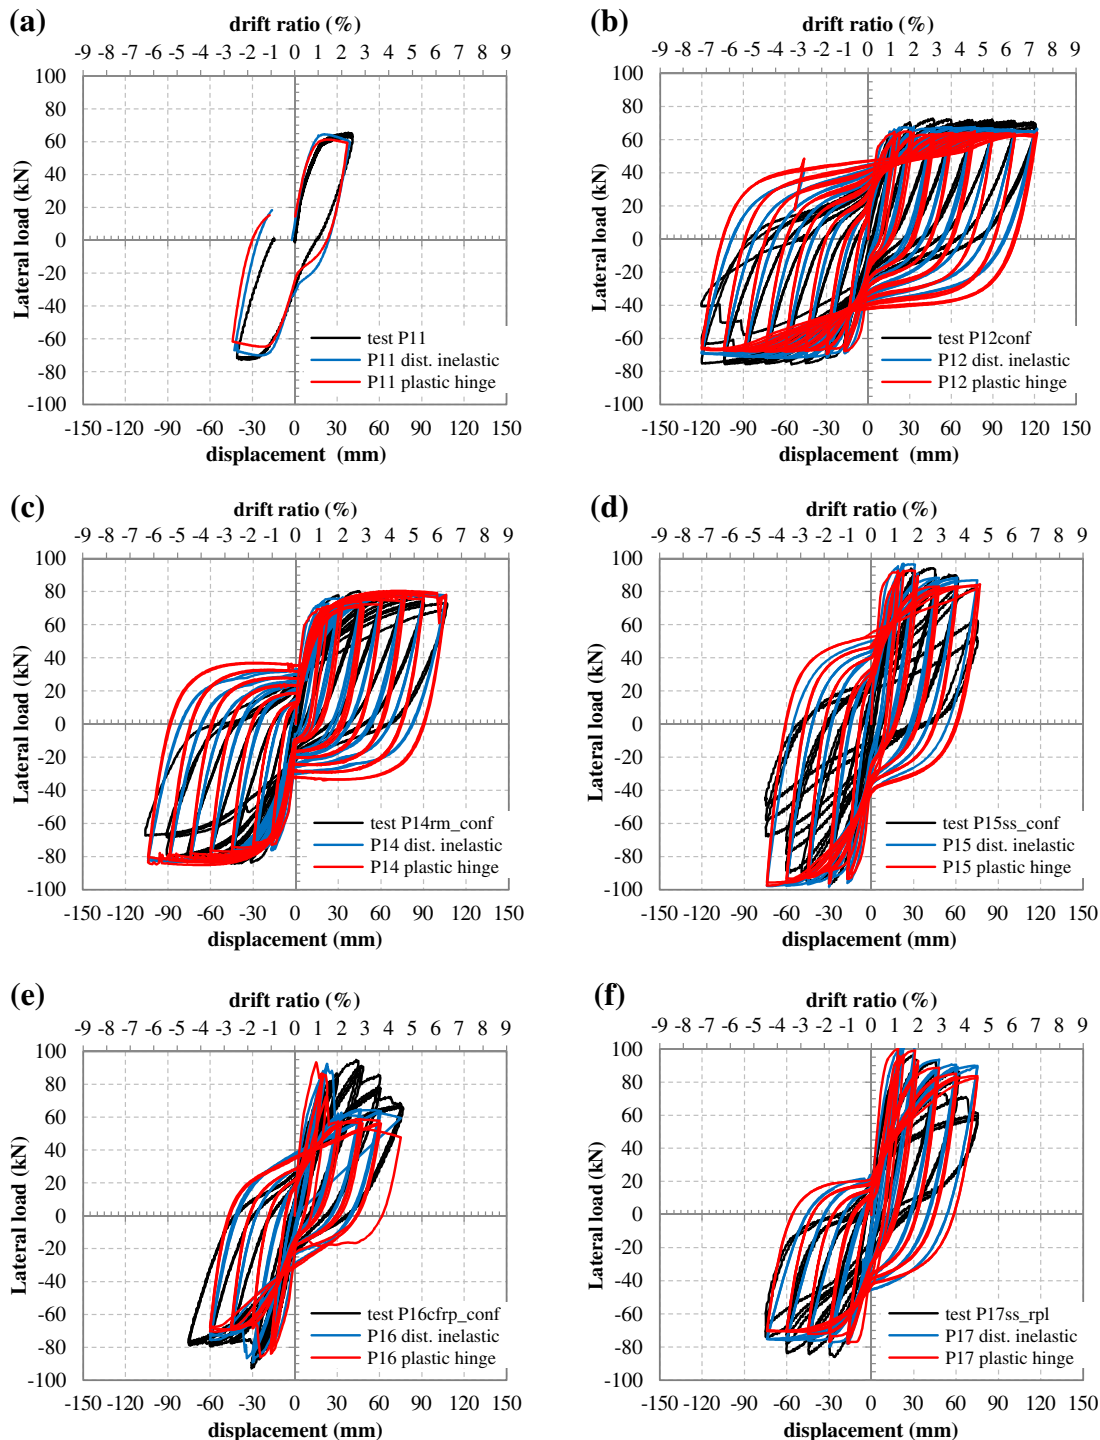 (a)
drift ratio (%)
-9 -8 -7 -6 -5 -4 -3 -2 -1 0 1 2 3 4 5 6 7 8 9
100
80
60
40
20
0
-20
-40
-60
-80
-100
Lateral load (kN)
test P11
P11 dist. inelastic
P11 plastic hinge
-150 -120 -90 -60 -30 0 30 60 90 120 150
displacement (mm)
(b)
drift ratio (%)
-9 -8 -7 -6 -5 -4 -3 -2 -1 0 1 2 3 4 5 6 7 8 9
100
80
60
40
20
0
-20
-40
-60
-80
-100
Lateral load (kN)
test P12conf
P12 dist. inelastic
P12 plastic hinge
-150 -120 -90 -60 -30 0 30 60 90 120 150
displacement (mm)
(c)
drift ratio (%)
-9 -8 -7 -6 -5 -4 -3 -2 -1 0 1 2 3 4 5 6 7 8 9
100
80
60
40
20
0
-20
-40
-60
-80
-100
Lateral load (kN)
test P14rm_conf
P14 dist. inelastic
P14 plastic hinge
-150 -120 -90 -60 -30 0 30 60 90 120 150
displacement (mm)
(d)
drift ratio (%)
-9 -8 -7 -6 -5 -4 -3 -2 -1 0 1 2 3 4 5 6 7 8 9
100
80
60
40
20
0
-20
-40
-60
-80
-100
Lateral load (kN)
test P15ss_conf
P15 dist. inelastic
P15 plastic hinge
-150 -120 -90 -60 -30 0 30 60 90 120 150
displacement (mm)
(e)
drift ratio (%)
-9 -8 -7 -6 -5 -4 -3 -2 -1 0 1 2 3 4 5 6 7 8 9
100
80
60
40
20
0
-20
-40
-60
-80
-100
Lateral load (kN)
test P16cfrp_conf
P16 dist. inelastic
P16 plastic hinge
-150 -120 -90 -60 -30 0 30 60 90 120 150
displacement (mm)
(f)
drift ratio (%)
-9 -8 -7 -6 -5 -4 -3 -2 -1 0 1 2 3 4 5 6 7 8 9
100
80
60
40
20
0
-20
-40
-60
-80
-100
Lateral load (kN)
test P17ss_rpl
P17 dist. inelastic
P17 plastic hinge
-150 -120 -90 -60 -30 0 30 60 90 120 150
displacement (mm)